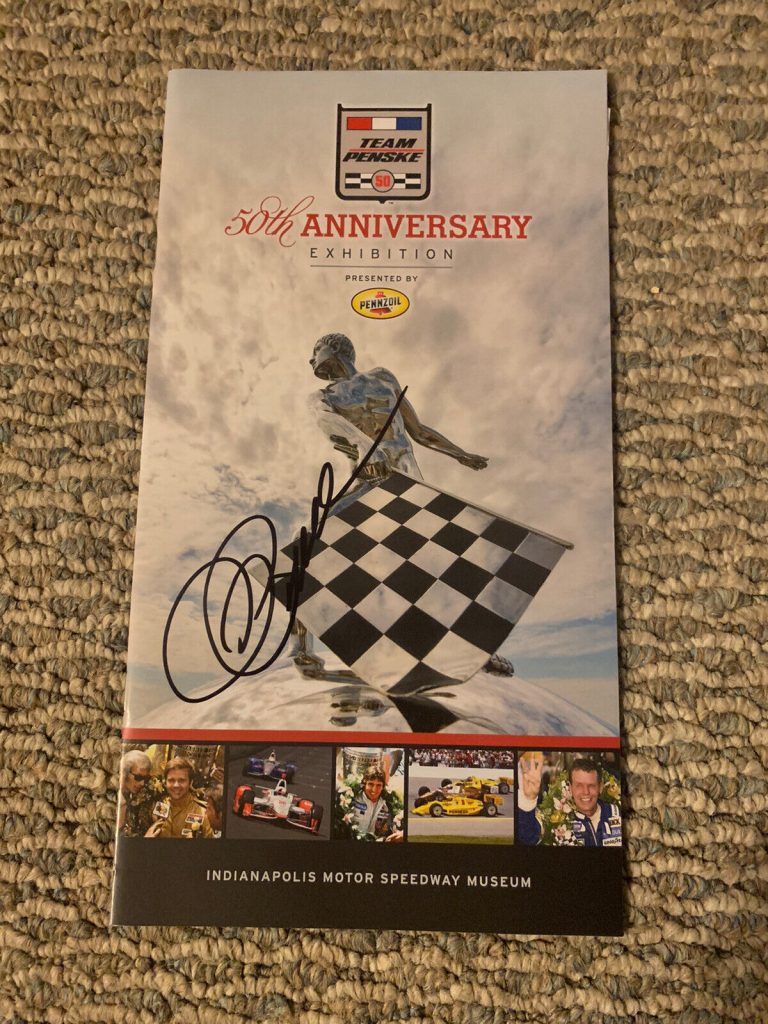 TEAM
PENSKE
50
50th ANNIVERSARY
EXHIBITION
PRESENTED BY
PENNZOIL
INDIANAPOLIS MOTOR SPEEDWAY MUSEUM